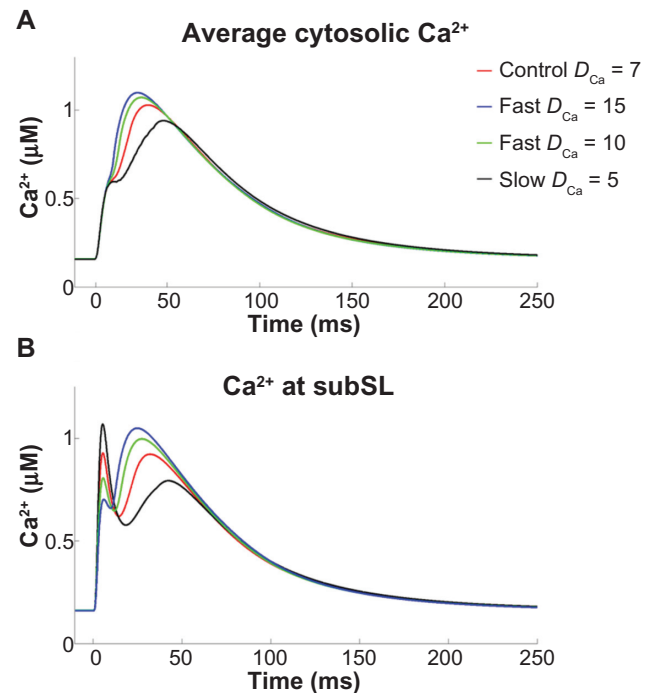 A
Average cytosolic Ca²⁺
Control D_Ca = 7
Fast D_Ca = 15
Fast D_Ca = 10
Slow D_Ca = 5
Ca²⁺ (µM)
1
0.5
0
0 50 100 150 200 250
Time (ms)
B
Ca²⁺ at subSL
Ca²⁺ (µM)
1
0.5
0
0 50 100 150 200 250
Time (ms)